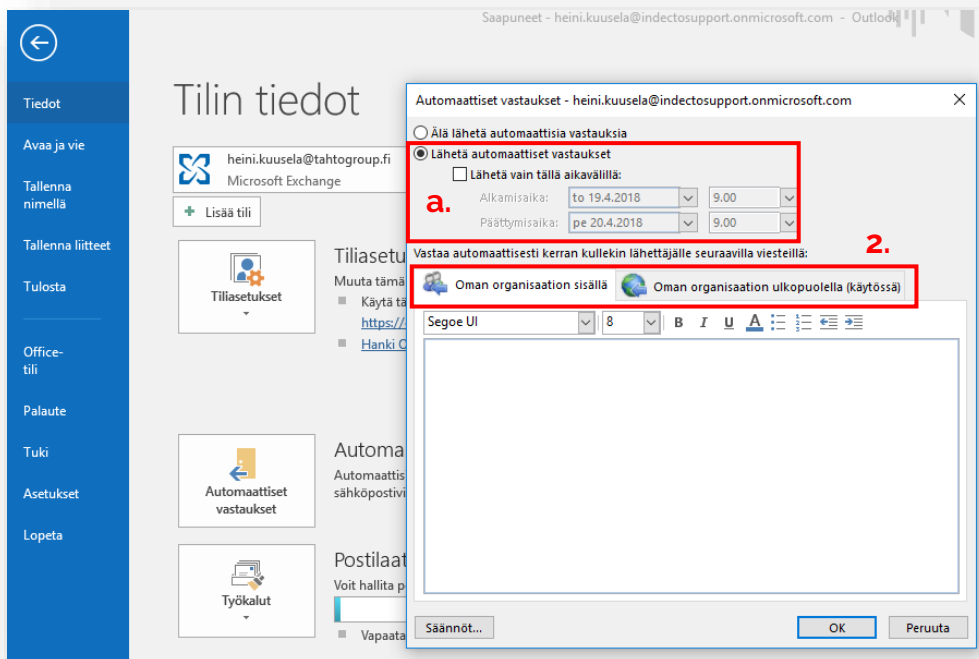 Saapuneet - heini.kuusela@indectosupport.onmicrosoft.com - Outlook
Tiedot
Avaa ja vie
Tallenna
nimellä
Tallenna liitteet
Tulosta
Office-
tili
Palaute
Tuki
Asetukset
Lopeta
Tilin tiedot
heini.kuusela@tahtogroup.fi
Microsoft Exchange
+ Lisää tili
Tiliasetukset
Tiliasetu
Muuta tämä
Käytä tä
https://
Hanki O
Automaattiset
vastaukset
Automa
Automaattis
sähköpostivi
Työkalut
Postilaat
Voit hallita p
Vapaata
Automaattiset vastaukset - heini.kuusela@indectosupport.onmicrosoft.com
Älä lähetä automaattisia vastauksia
Lähetä automaattiset vastaukset
Lähetä vain tällä aikavälillä:
a.
Alkamisaika: to 19.4.2018 9.00
Päättymisaika: pe 20.4.2018 9.00
2.
Vastaa automaattisesti kerran kullekin lähettäjälle seuraavilla viesteillä:
Oman organisaation sisällä
Oman organisaation ulkopuolella (käytössä)
Segoe UI 8 B I U A
Säännöt...
OK
Peruuta